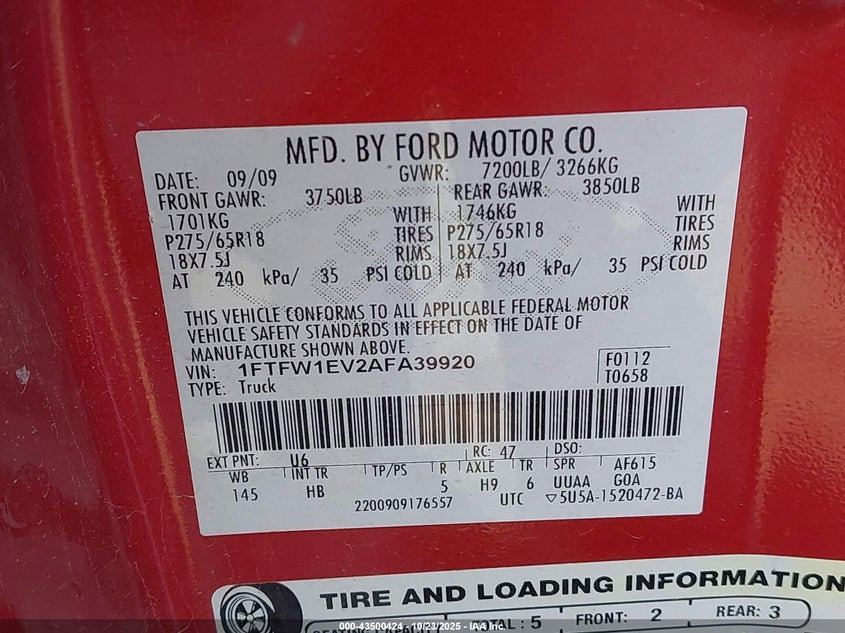 MFD. BY FORD MOTOR CO.
DATE: 09/09 GVWR: 7200LB/ 3266KG
FRONT GAWR: 3750LB REAR GAWR: 3850LB
1701KG WITH 1746KG WITH
P275/65R18 TIRES P275/65R18 TIRES
18X7.5J RIMS 18X7.5J RIMS
AT 240 kPa/ 35 PSI COLD AT 240 kPa/ 35 PSI COLD
THIS VEHICLE CONFORMS TO ALL APPLICABLE FEDERAL MOTOR
VEHICLE SAFETY STANDARDS IN EFFECT ON THE DATE OF
MANUFACTURE SHOWN ABOVE.
VIN: 1FTFW1EV2AFA39920 F0112
TYPE: Truck T0658
EXT PNT: U6 RC: 47 DSO:
WB INT TR TP/PS R AXLE TR SPR AF615
145 HB 5 H9 6 UUAA GOA
2200909176557 UTC ▽5U5A-1520472-BA
TIRE AND LOADING INFORMATION
: 5 FRONT: 2 REAR: 3
000-43500424 - 10/23/2025 - IAA Inc.